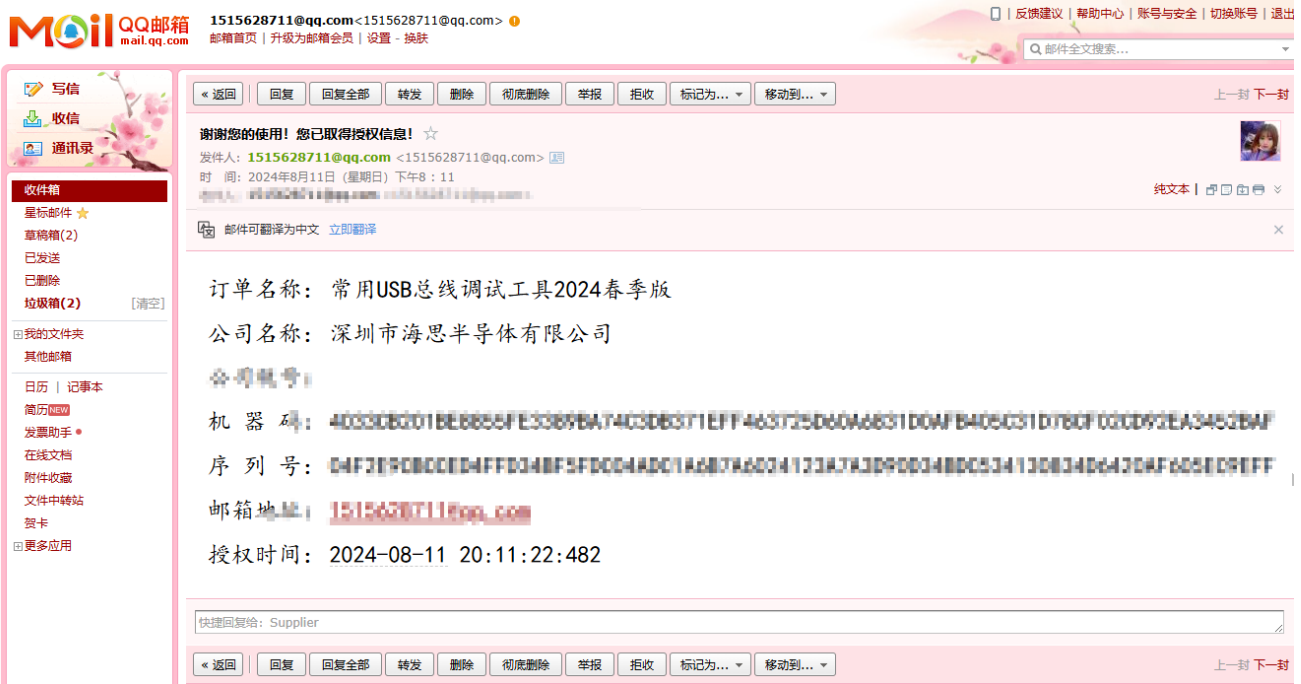 Mail QQ邮箱 mail.qq.com
1515628711@qq.com<1515628711@qq.com>
邮箱首页 | 升级为邮箱会员 | 设置 - 换肤
| 反馈建议 | 帮助中心 | 账号与安全 | 切换账号 | 退出
邮件全文搜索...
写信
收信
通讯录
收件箱
星标邮件
草稿箱(2)
已发送
已删除
垃圾箱(2) [清空]
我的文件夹
其他邮箱
日历 | 记事本
简历 NEW
发票助手
在线文档
附件收藏
文件中转站
贺卡
更多应用
« 返回 回复 回复全部 转发 删除 彻底删除 举报 拒收 标记为... 移动到... 上一封 下一封
谢谢您的使用！您已取得授权信息！ ☆
发件人： 1515628711@qq.com <1515628711@qq.com>
时 间： 2024年8月11日（星期日）下午8：11
纯文本 |
邮件可翻译为中文 立即翻译
订单名称： 常用USB总线调试工具2024春季版
公司名称： 深圳市海思半导体有限公司
机 器 码：
序 列 号：
邮箱
授权时间： 2024-08-11 20:11:22:482
快捷回复给：Supplier
« 返回 回复 回复全部 转发 删除 彻底删除 举报 拒收 标记为... 移动到... 上一封 下一封